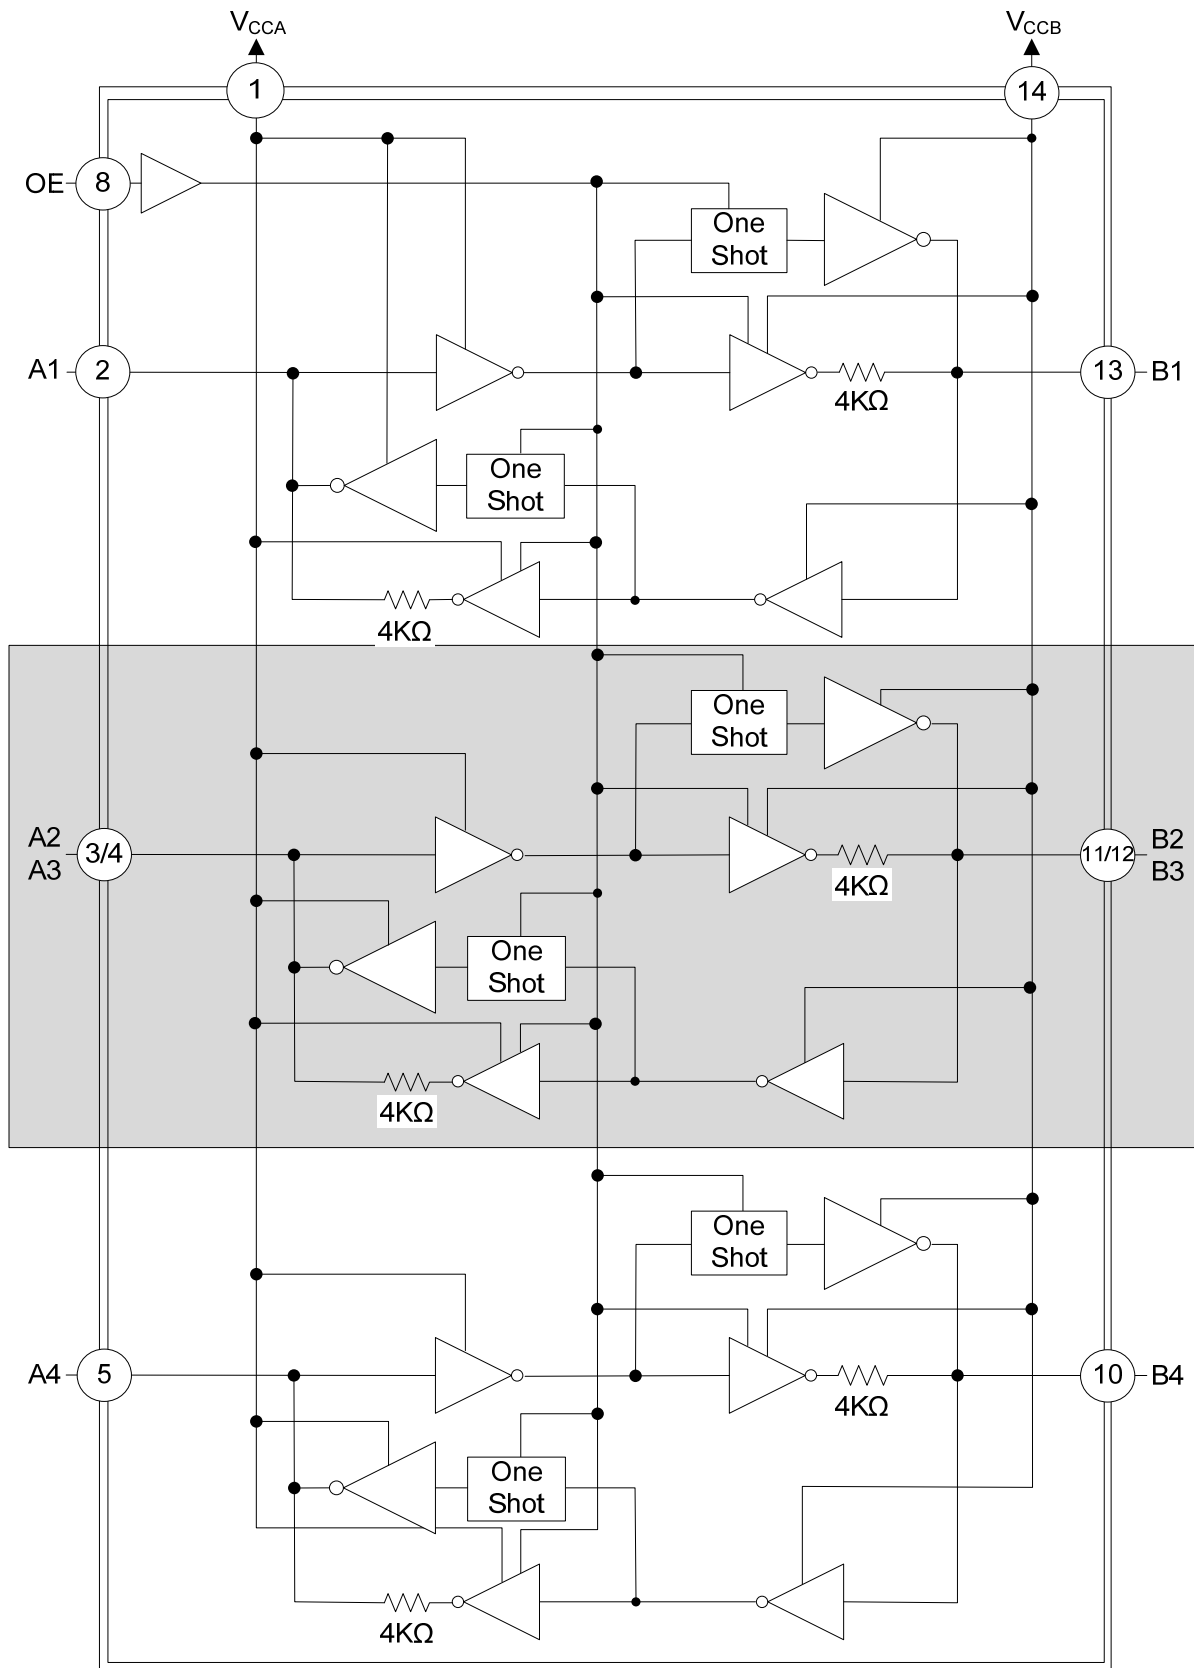 VCCA
VCCB
1
14
OE
8
One
Shot
A1
2
13
B1
4KΩ
One
Shot
4KΩ
One
Shot
A2
A3
3/4
11/12
B2
B3
4KΩ
One
Shot
4KΩ
One
Shot
A4
5
10
B4
4KΩ
One
Shot
4KΩ